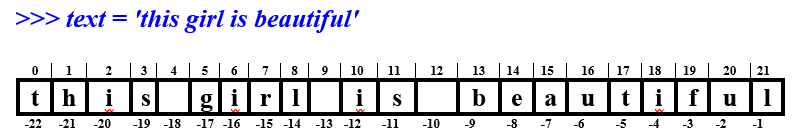 >>> text = 'this girl is beautiful'
0 1 2 3 4 5 6 7 8 9 10 11 12 13 14 15 16 17 18 19 20 21
t h i s g i r l i s b e a u t i f u l
-22 -21 -20 -19 -18 -17 -16 -15 -14 -13 -12 -11 -10 -9 -8 -7 -6 -5 -4 -3 -2 -1